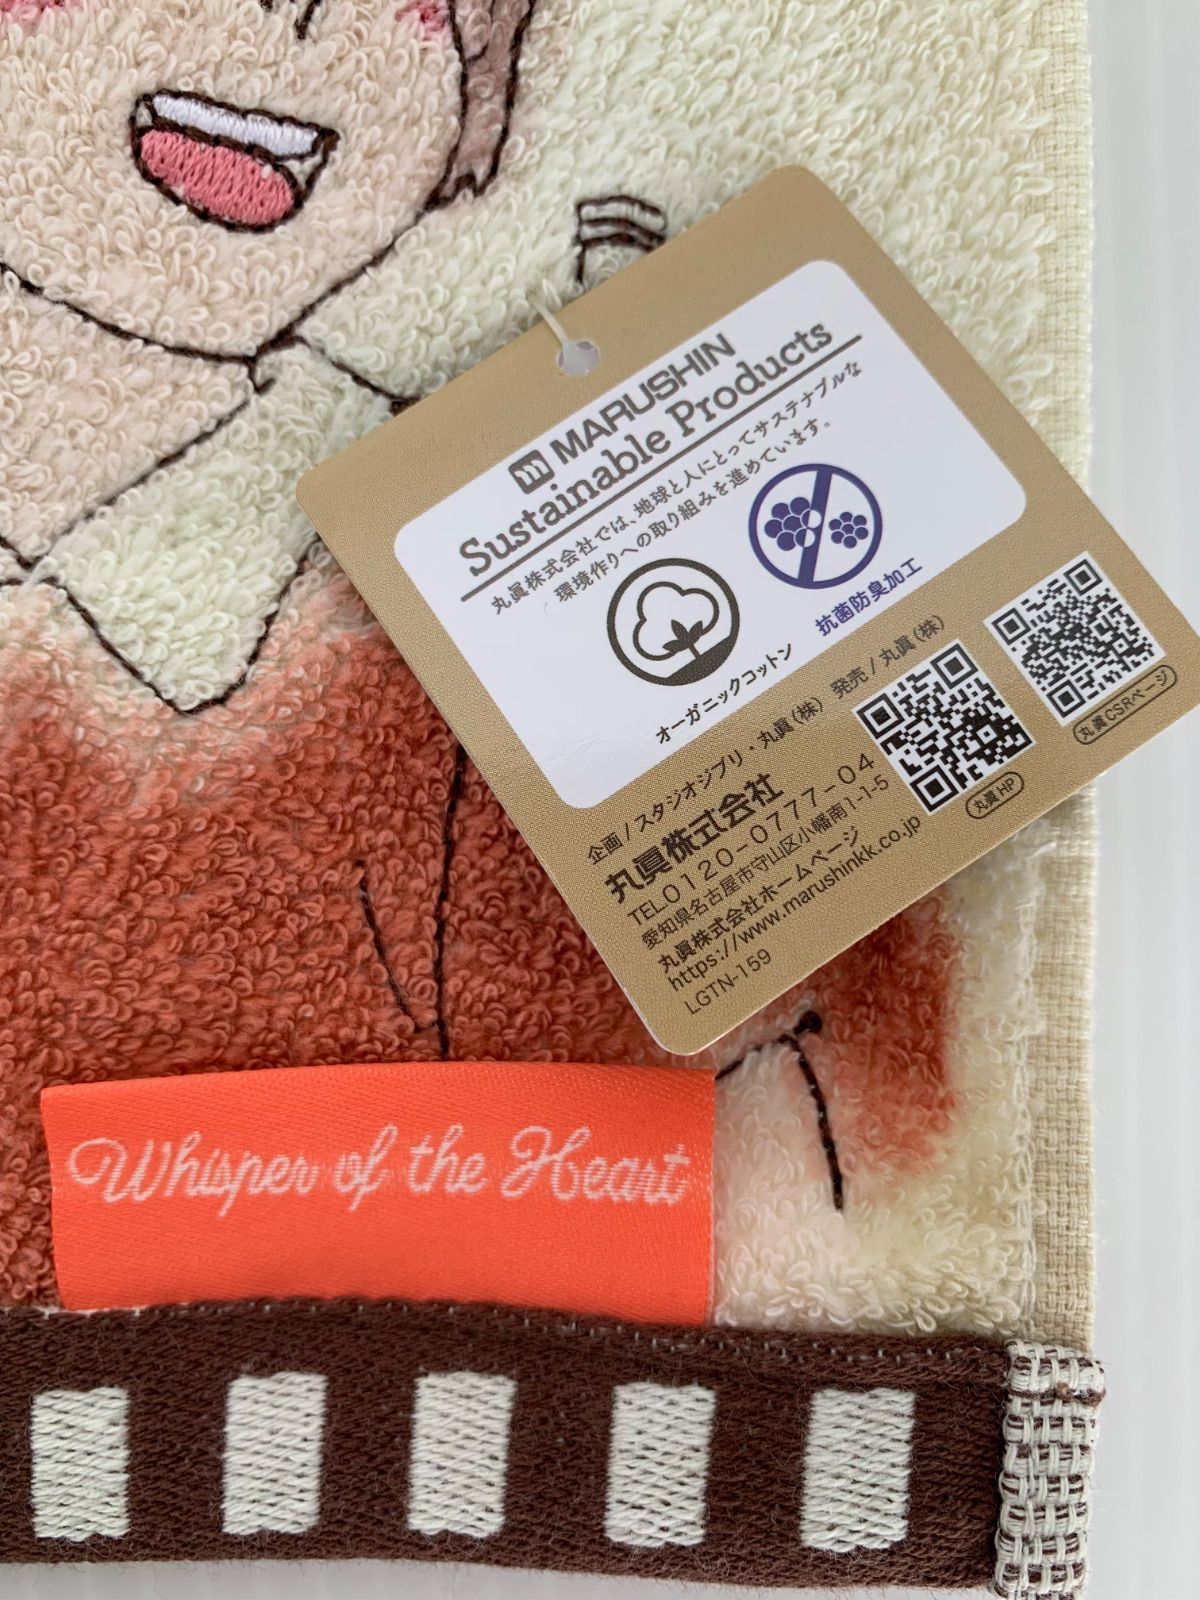 MARUSHIN
Sustainable Products
丸眞株式会社では、地球と人にとってサステナブルな
環境作りへの取り組みを進めています。
オーガニックコットン
抗菌防臭加工
企画/スタジオジブリ・丸眞(株) 発売/丸眞(株)
丸眞株式会社
TEL0120-0777-04
愛知県名古屋市守山区小幡南1-1-5
丸眞株式会社ホームページ
https://www.marushinkk.co.jp
LGTN-159
丸眞HP
丸眞CSRページ
Whisper of the Heart